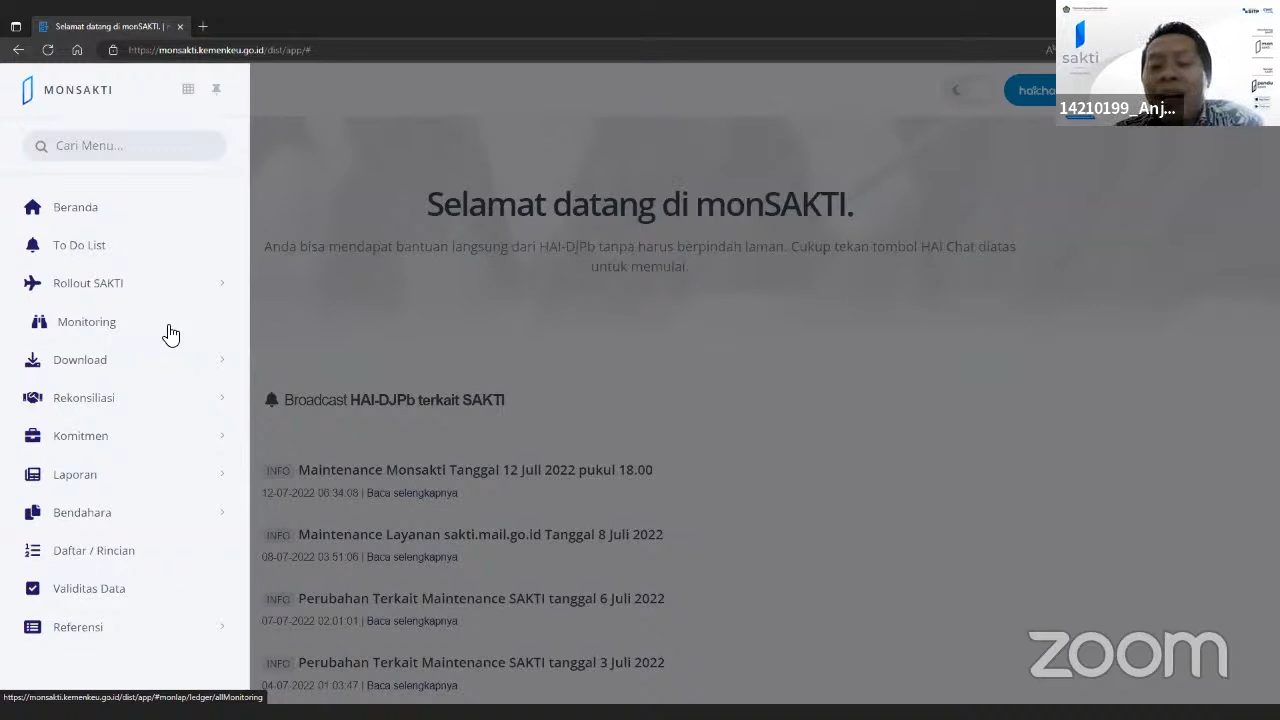 Selamat datang di monSAKTI. |
https://monsakti.kemenkeu.go.id/dist/app/
MONSAKTI
Cari Menu...
Beranda
To Do List
Rollout SAKTI
Monitoring
Download
Rekonsiliasi
Komitmen
Laporan
Bendahara
Daftar / Rincian
Validitas Data
Referensi
https://monsakti.kemenkeu.go.id/dist/app/#monlap/ledger/allMonitoring
Selamat datang di monSAKTI.
Anda bisa mendapat bantuan langsung dari HAI-DJPb tanpa harus berpindah laman. Cukup tekan tombol HAI Chat diatas
untuk memulai.
Broadcast HAI-DJPb terkait SAKTI
INFO Maintenance Monsakti Tanggal 12 Juli 2022 pukul 18.00
12-07-2022 06:34:08 | Baca selengkapnya
INFO Maintenance Layanan sakti.mail.go.id Tanggal 8 Juli 2022
08-07-2022 03:51:06 | Baca selengkapnya
INFO Perubahan Terkait Maintenance SAKTI tanggal 6 Juli 2022
07-07-2022 02:01:01 | Baca selengkapnya
INFO Perubahan Terkait Maintenance SAKTI tanggal 3 Juli 2022
04-07-2022 01:03:47 | Baca selengkapnya
sakti
14210199_Anj...
zoom